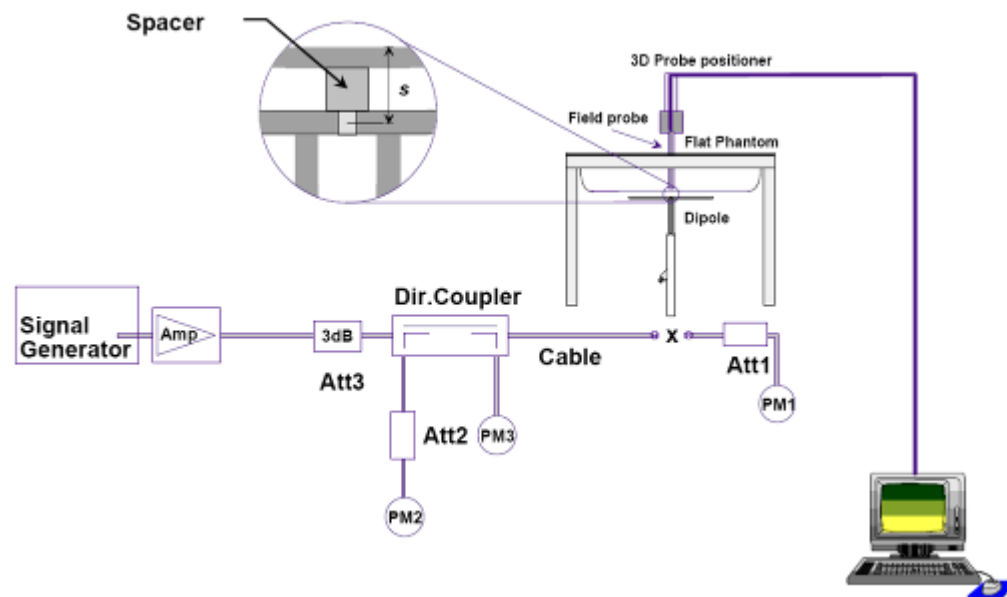 Spacer
s
3D Probe positioner
Field probe
Flat Phantom
Dipole
Signal
Generator
Amp
3dB
Att3
Dir.Coupler
Cable
x
Att1
PM1
Att2
PM3
PM2